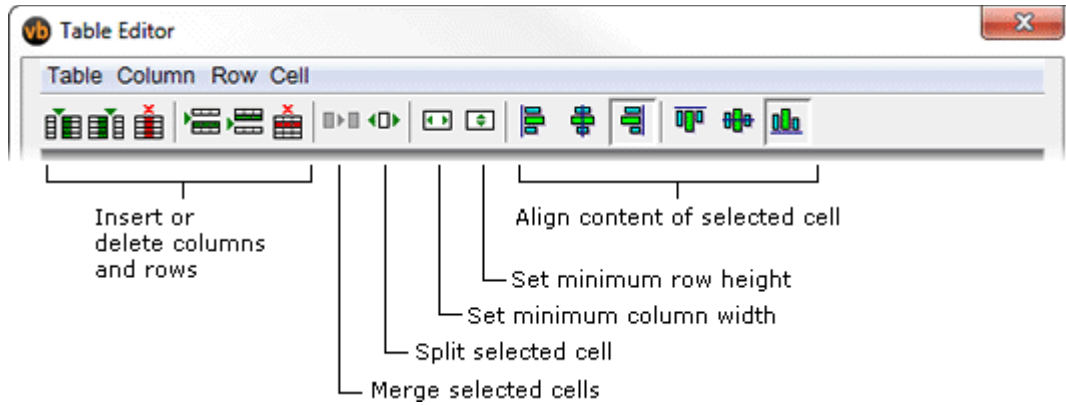 vb Table Editor
Table Column Row Cell
Insert or
delete columns
and rows
Align content of selected cell
Set minimum row height
Set minimum column width
Split selected cell
Merge selected cells